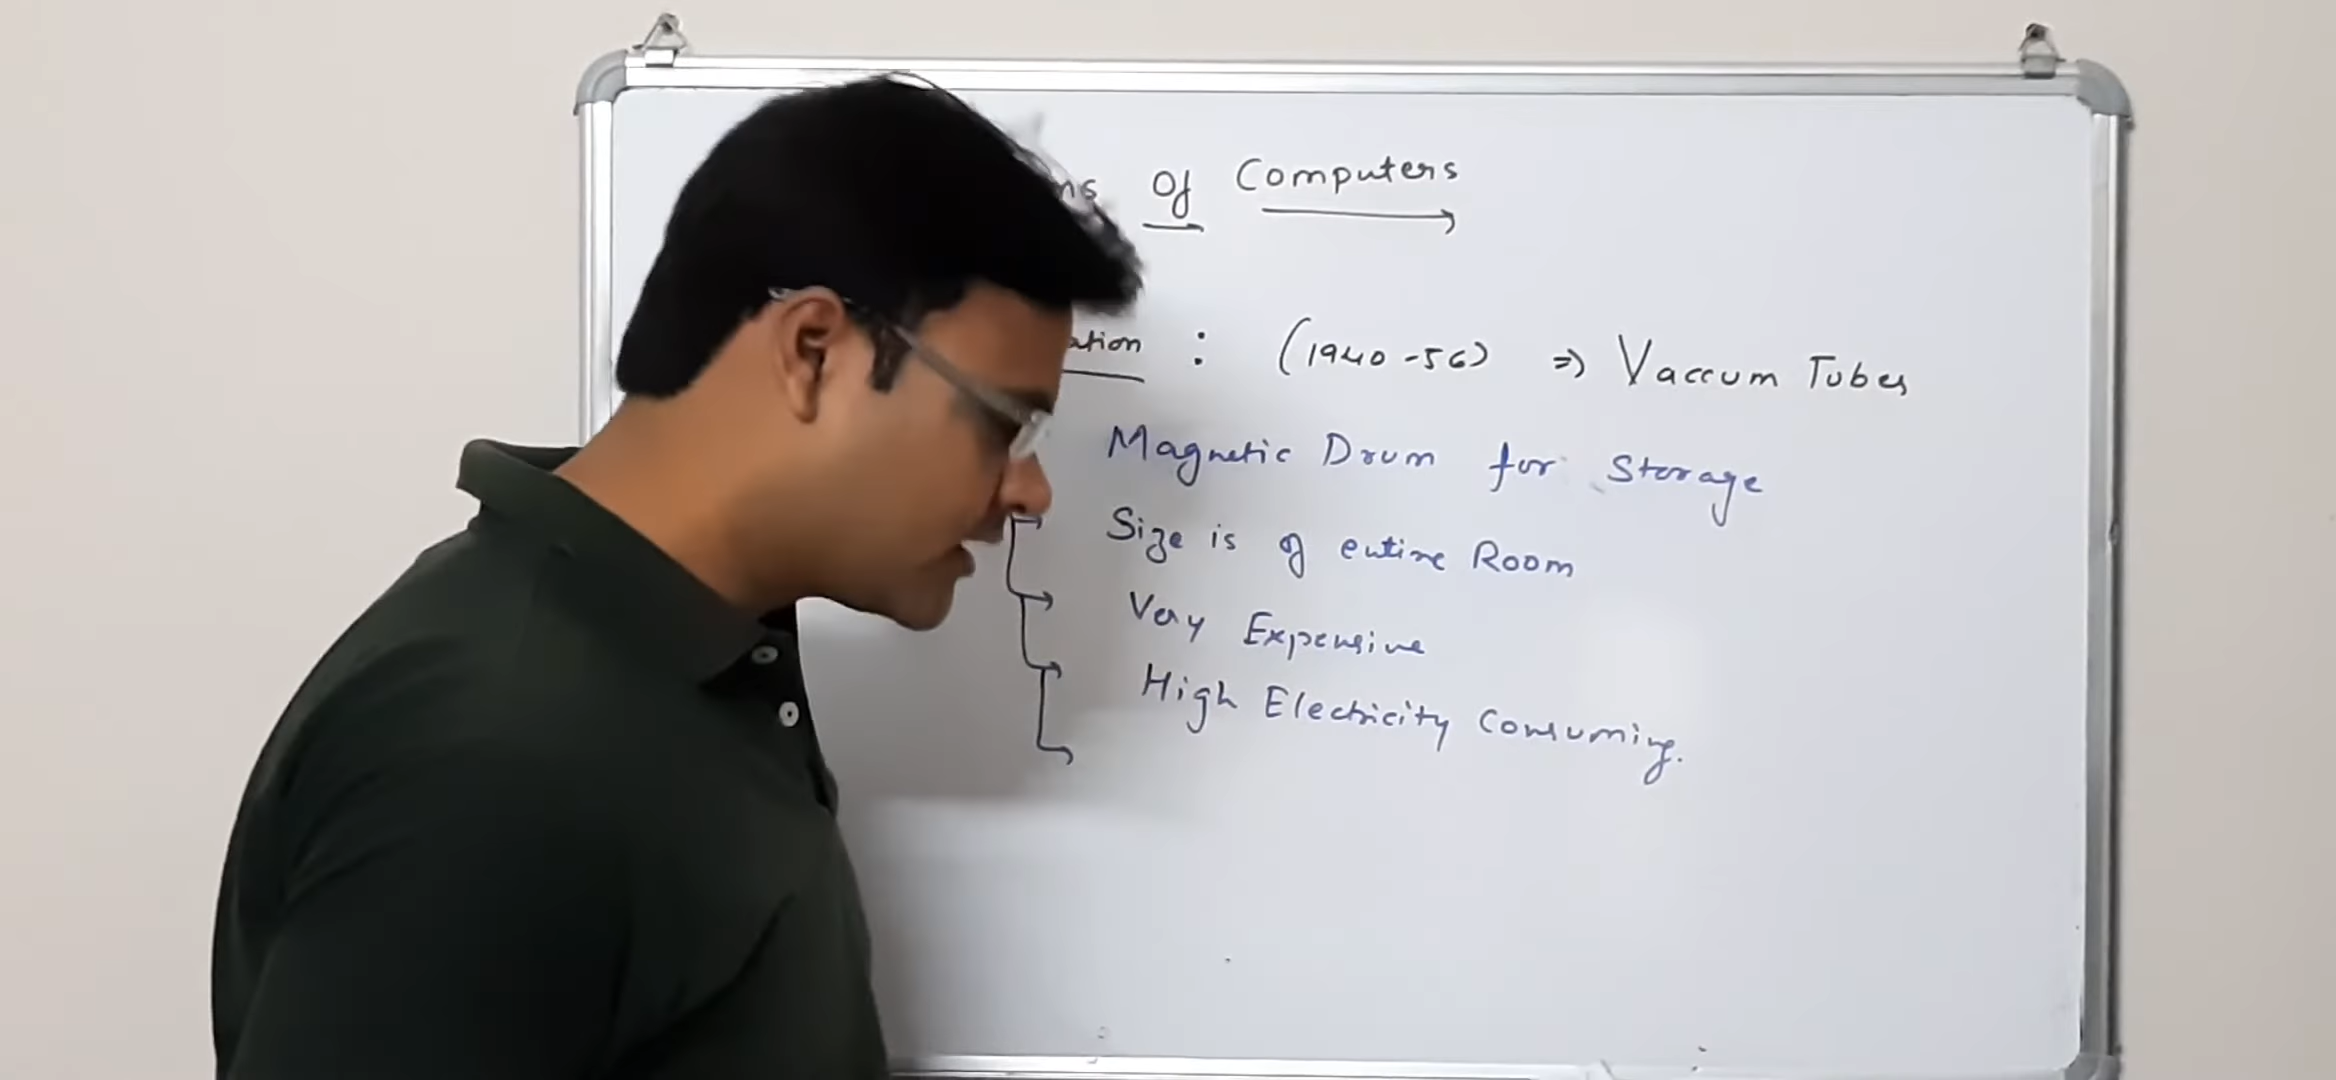 Of Computers
(1940-56) => Vaccum Tubes
Magnetic Drum for Storage
Size is of entire Room
Very Expensive
High Electricity Consuming.